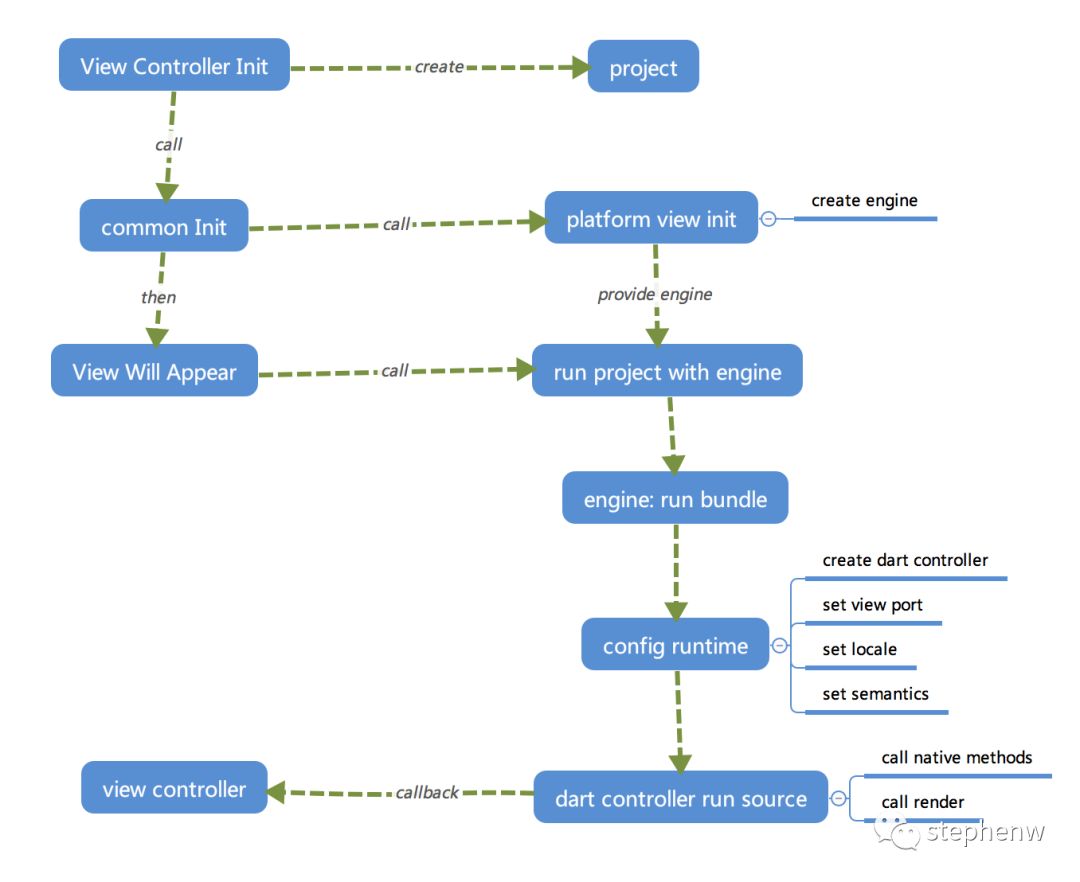 View Controller Init
create
project
call
create engine
common Init
call
platform view init
then
provide engine
View Will Appear
call
run project with engine
engine: run bundle
create dart controller
set view port
config runtime
set locale
set semantics
call native methods
view controller
callback
dart controller run source
call render
stephenw